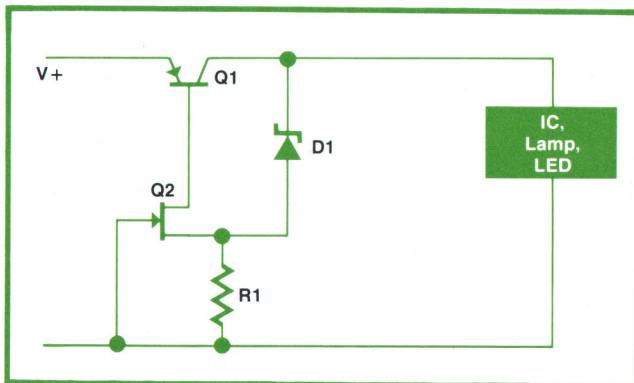 V+
Q1
D1
IC,
Lamp,
LED
Q2
R1